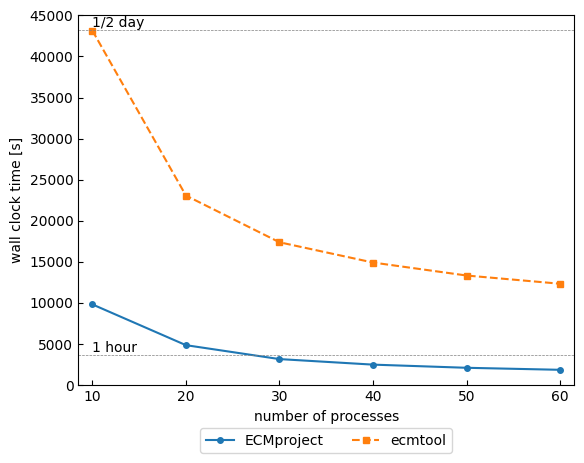 45000
40000
35000
30000
25000
20000
15000
10000
5000
0
wall clock time [s]
1/2 day
1 hour
10 20 30 40 50 60
number of processes
ECMproject ecmtool